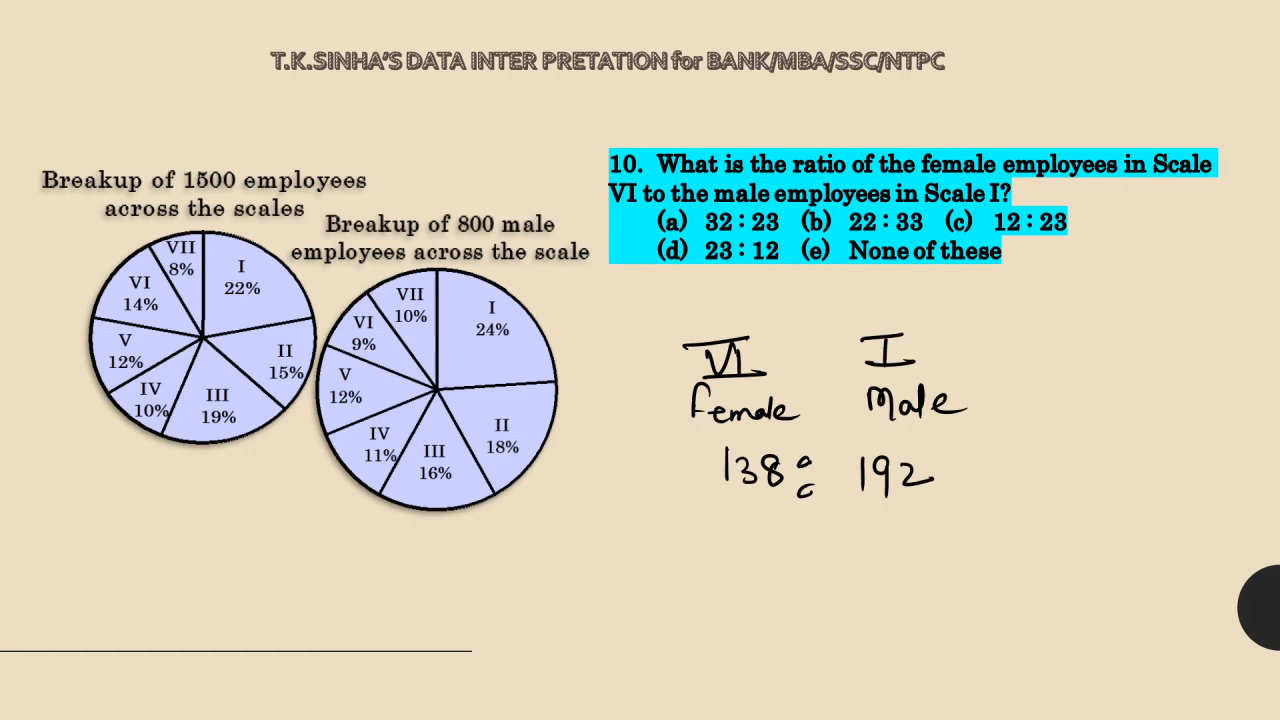 T.K.SINHA'S DATA INTER PRETATION for BANK/MBA/SSC/NTPC
Breakup of 1500 employees
across the scales
VII
8%
I
22%
VI
14%
V
12%
II
15%
IV
10%
III
19%
Breakup of 800 male
employees across the scale
VII
10%
I
24%
VI
9%
V
12%
II
18%
IV
11%
III
16%
10. What is the ratio of the female employees in Scale
VI to the male employees in Scale I?
(a) 32 : 23 (b) 22 : 33 (c) 12 : 23
(d) 23 : 12 (e) None of these
VI I
Female Male
138 : 192